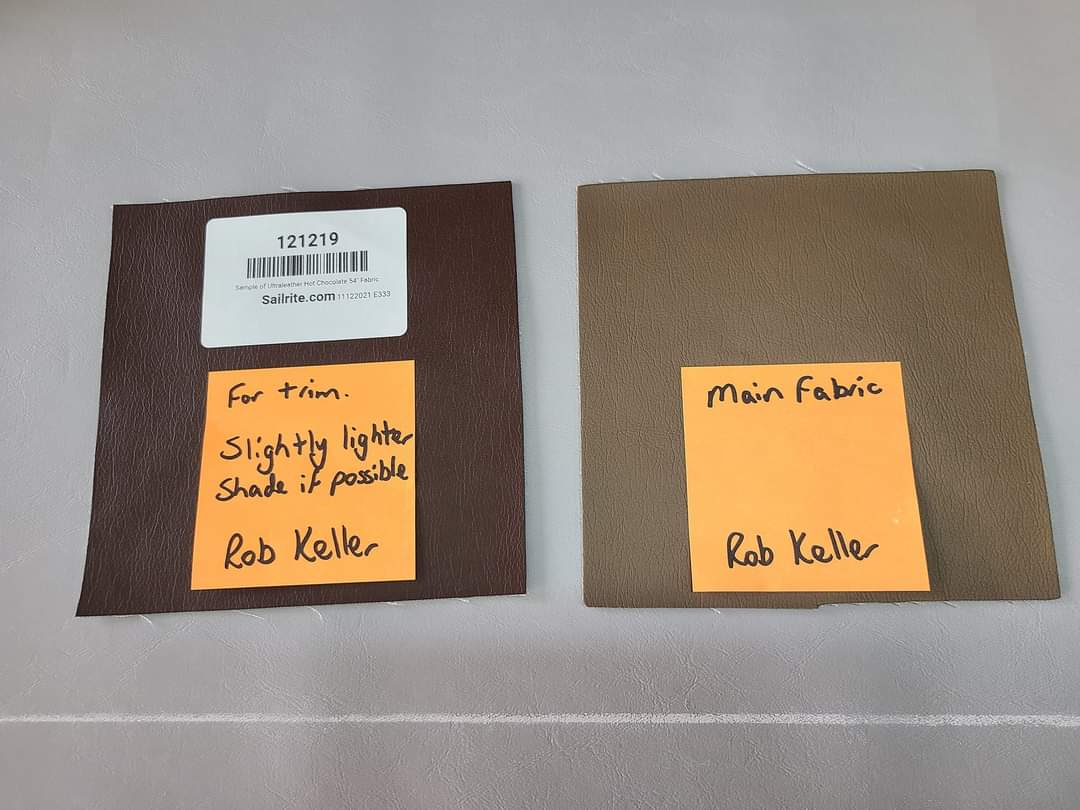 121219
Sample of Ultraleather Hot Chocolate 54" Fabric
Sailrite.com 11122021 E333
For trim.
Slightly lighter
Shade if possible
Rob Keller
Main Fabric
Rob Keller